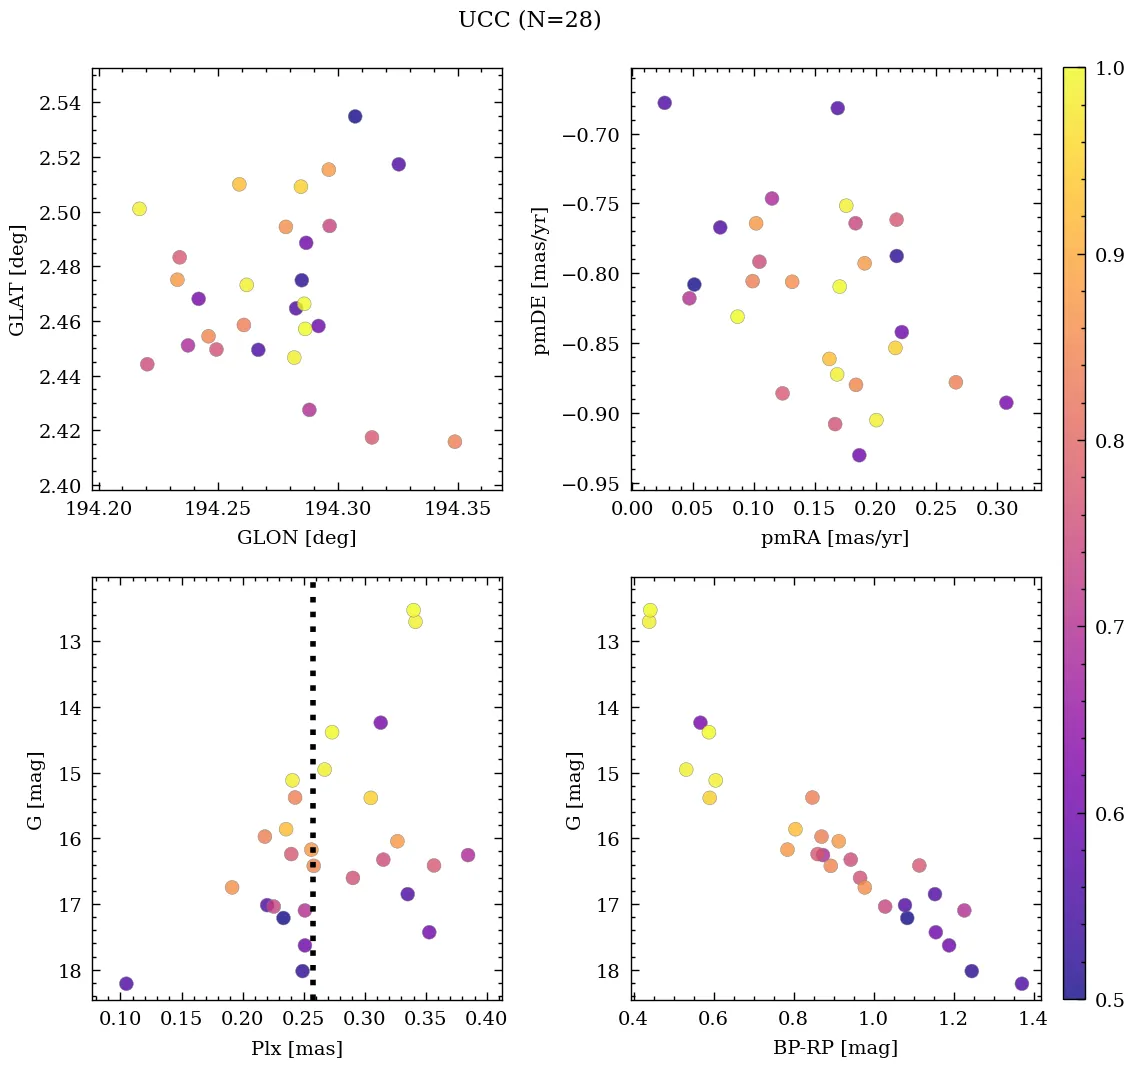 UCC (N=28)
2.54
2.52
2.50
2.48
2.46
2.44
2.42
2.40
GLAT [deg]
194.20 194.25 194.30 194.35
GLON [deg]
−0.70
−0.75
−0.80
−0.85
−0.90
−0.95
pmDE [mas/yr]
0.00 0.05 0.10 0.15 0.20 0.25 0.30
pmRA [mas/yr]
13
14
15
16
17
18
G [mag]
0.10 0.15 0.20 0.25 0.30 0.35 0.40
Plx [mas]
13
14
15
16
17
18
G [mag]
0.4 0.6 0.8 1.0 1.2 1.4
BP-RP [mag]
1.0
0.9
0.8
0.7
0.6
0.5